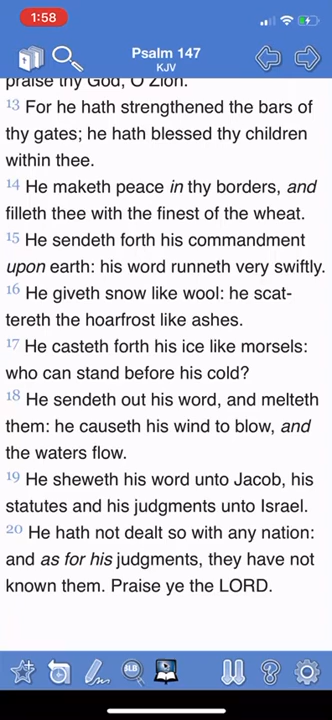 1:58
Psalm 147
KJV
praise thy God, O Zion.
13 For he hath strengthened the bars of
thy gates; he hath blessed thy children
within thee.
14 He maketh peace in thy borders, and
filleth thee with the finest of the wheat.
15 He sendeth forth his commandment
upon earth: his word runneth very swiftly.
16 He giveth snow like wool: he scat-
tereth the hoarfrost like ashes.
17 He casteth forth his ice like morsels:
who can stand before his cold?
18 He sendeth out his word, and melteth
them: he causeth his wind to blow, and
the waters flow.
19 He sheweth his word unto Jacob, his
statutes and his judgments unto Israel.
20 He hath not dealt so with any nation:
and as for his judgments, they have not
known them. Praise ye the LORD.
BLB